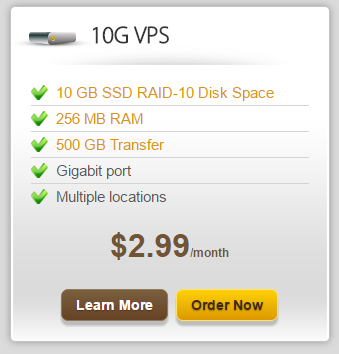 10G VPS
10 GB SSD RAID-10 Disk Space
256 MB RAM
500 GB Transfer
Gigabit port
Multiple locations
$2.99/month
Learn More
Order Now